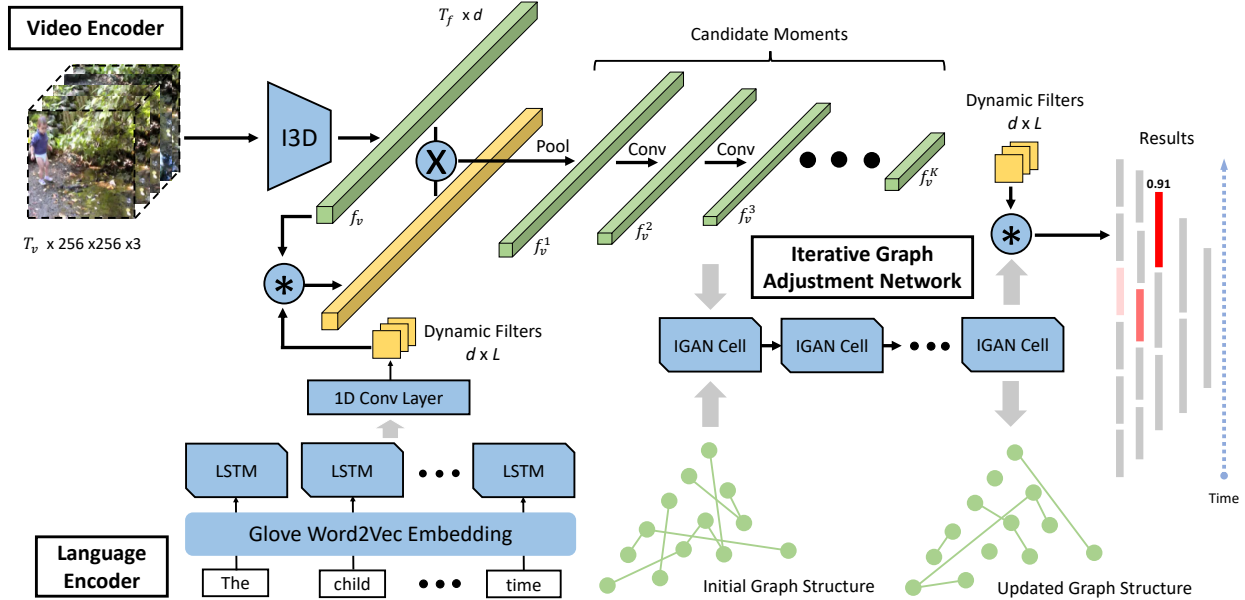 Video Encoder
T_f x d
Candidate Moments
I3D
X
Pool
Conv
Conv
f_v
f_v^1
f_v^2
f_v^3
f_v^K
T_v x 256 x256 x3
Dynamic Filters
d x L
Results
0.91
*
*
Iterative Graph
Adjustment Network
Dynamic Filters
d x L
IGAN Cell
IGAN Cell
IGAN Cell
1D Conv Layer
LSTM
LSTM
LSTM
Time
Glove Word2Vec Embedding
Language
Encoder
The
child
time
Initial Graph Structure
Updated Graph Structure